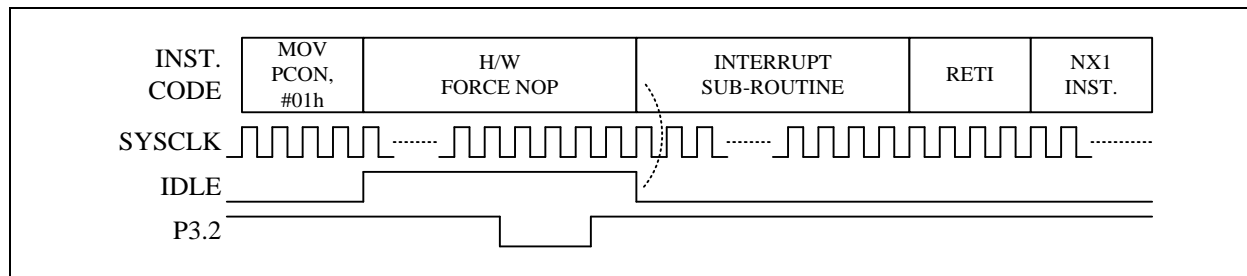 INST.
CODE
MOV
PCON,
#01h
H/W
FORCE NOP
INTERRUPT
SUB-ROUTINE
RETI
NX1
INST.
SYSCLK
IDLE
P3.2